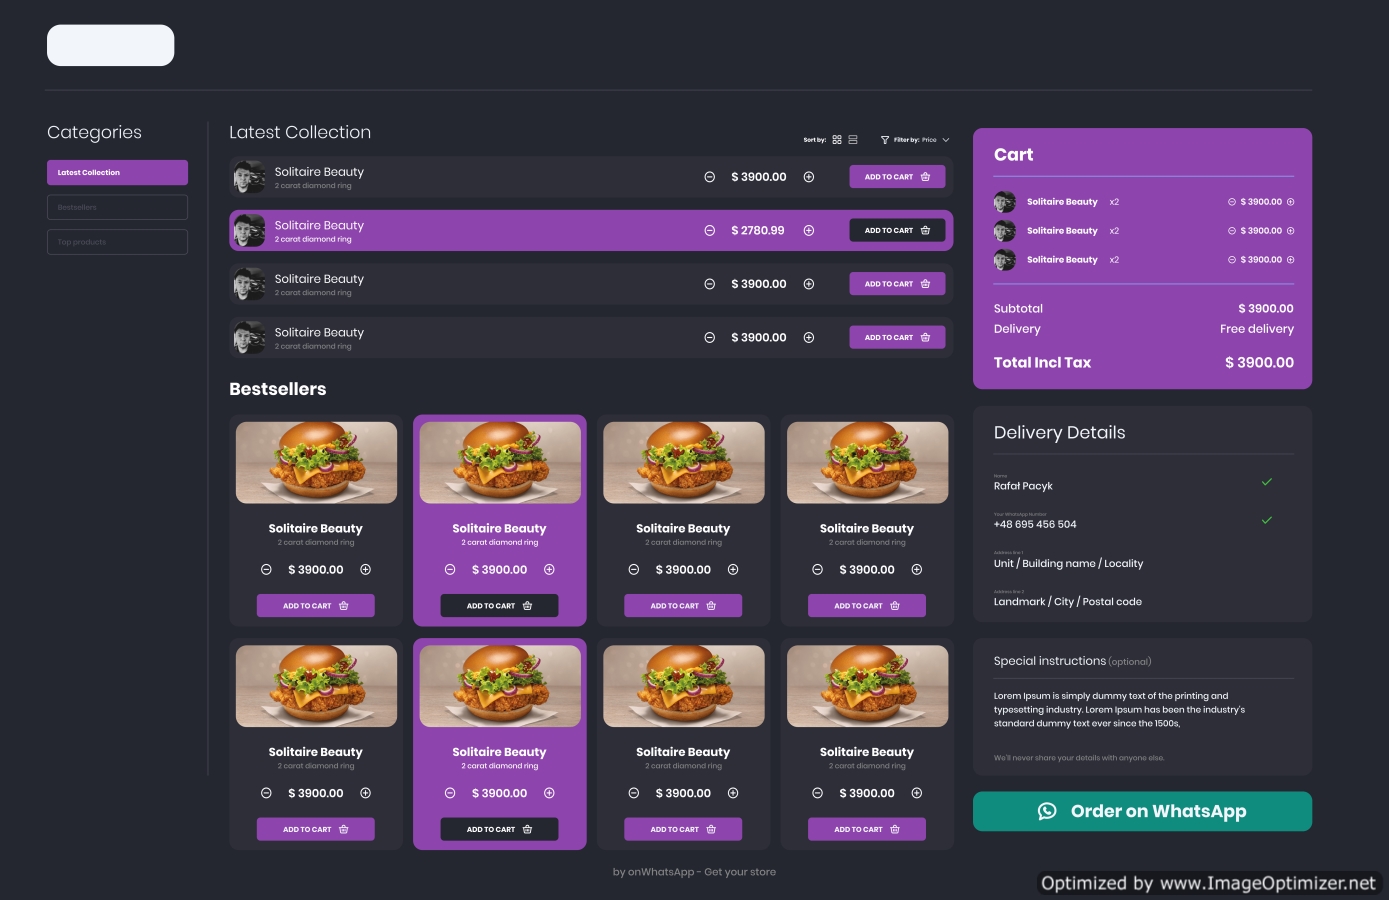 Categories
Latest Collection
Bestsellers
Top products
Latest Collection
Sort by:
Filter by: Price
Solitaire Beauty
2 carat diamond ring
$ 3900.00
ADD TO CART
Solitaire Beauty
2 carat diamond ring
$ 2780.99
ADD TO CART
Solitaire Beauty
2 carat diamond ring
$ 3900.00
ADD TO CART
Solitaire Beauty
2 carat diamond ring
$ 3900.00
ADD TO CART
Bestsellers
Solitaire Beauty
2 carat diamond ring
$ 3900.00
ADD TO CART
Solitaire Beauty
2 carat diamond ring
$ 3900.00
ADD TO CART
Solitaire Beauty
2 carat diamond ring
$ 3900.00
ADD TO CART
Solitaire Beauty
2 carat diamond ring
$ 3900.00
ADD TO CART
Solitaire Beauty
2 carat diamond ring
$ 3900.00
ADD TO CART
Solitaire Beauty
2 carat diamond ring
$ 3900.00
ADD TO CART
Solitaire Beauty
2 carat diamond ring
$ 3900.00
ADD TO CART
Solitaire Beauty
2 carat diamond ring
$ 3900.00
ADD TO CART
Cart
Solitaire Beauty x2 $ 3900.00
Solitaire Beauty x2 $ 3900.00
Solitaire Beauty x2 $ 3900.00
Subtotal $ 3900.00
Delivery Free delivery
Total Incl Tax $ 3900.00
Delivery Details
Name
Rafał Pacyk
Your WhatsApp Number
+48 695 456 504
Address line 1
Unit / Building name / Locality
Address line 2
Landmark / City / Postal code
Special instructions (optional)
Lorem Ipsum is simply dummy text of the printing and
typesetting industry. Lorem Ipsum has been the industry's
standard dummy text ever since the 1500s,
We'll never share your details with anyone else.
Order on WhatsApp
by onWhatsApp - Get your store
Optimized by www.ImageOptimizer.net